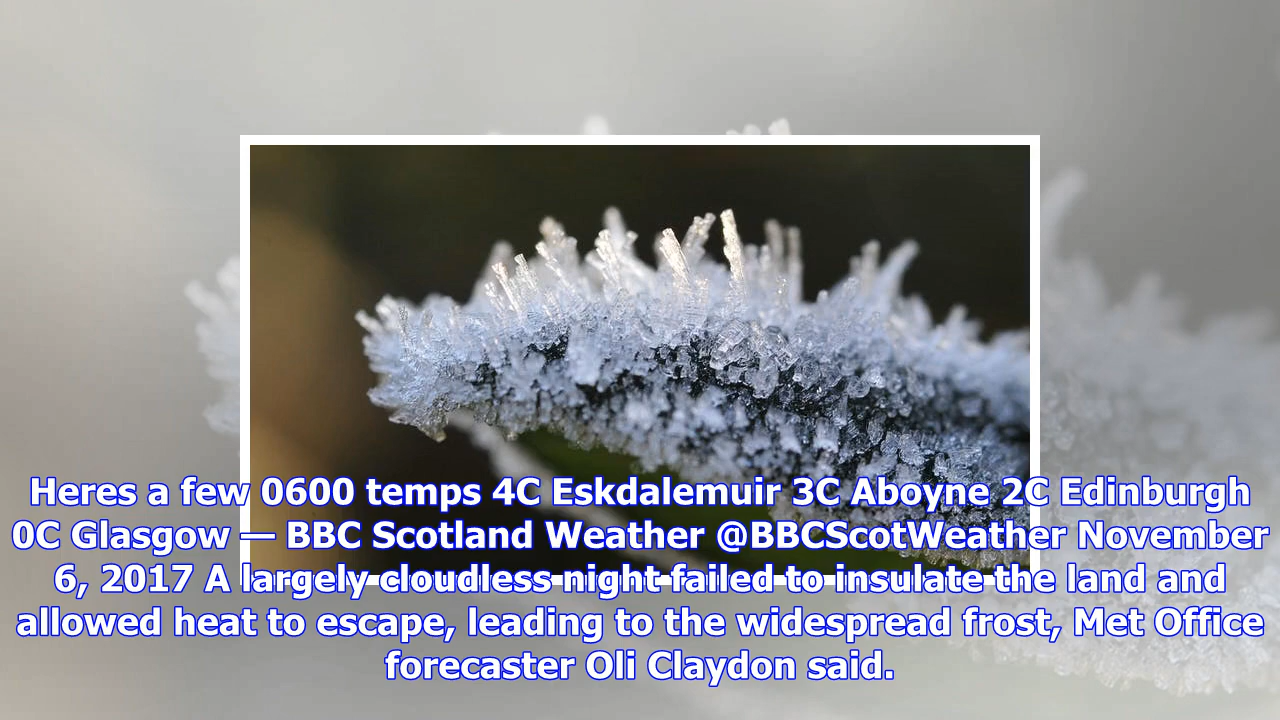 Heres a few 0600 temps 4C Eskdalemuir 3C Aboyne 2C Edinburgh
0C Glasgow — BBC Scotland Weather @BBCScotWeather November
6, 2017 A largely cloudless night failed to insulate the land and
allowed heat to escape, leading to the widespread frost, Met Office
forecaster Oli Claydon said.